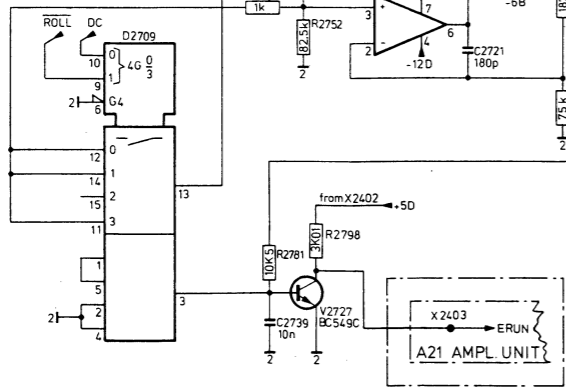 ROLL DC
D2709
10 0
9 1
4G 0/3
2 6 G4
12 0
14 1
15 2
11 3
13
1
5
2
2
4
3
1k
R2752
82.5k
2
3 +
2 -
7
6
4
-12D
-6B
C2721
180p
18
75k
2
from X2402
+5D
3K01
R2798
10K5
R2781
V2727
BC549C
C2739
10n
2
2
X2403
ERUN
A21 AMPL. UNIT